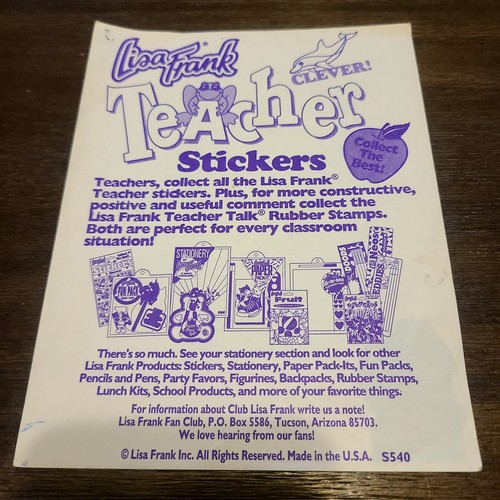 Lisa Frank®
CLEVER!
Teacher
Stickers
Collect
The
Best!
Teachers, collect all the Lisa Frank®
Teacher stickers. Plus, for more constructive,
positive and useful comment collect the
Lisa Frank Teacher Talk® Rubber Stamps.
Both are perfect for every classroom
situation!
STATIONERY
PAPER
FUN PACK
Fruit
There's so much. See your stationery section and look for other
Lisa Frank Products: Stickers, Stationery, Paper Pack-Its, Fun Packs,
Pencils and Pens, Party Favors, Figurines, Backpacks, Rubber Stamps,
Lunch Kits, School Products, and more of your favorite things.
For information about Club Lisa Frank write us a note!
Lisa Frank Fan Club, P.O. Box 5586, Tucson, Arizona 85703.
We love hearing from our fans!
© Lisa Frank Inc. All Rights Reserved. Made in the U.S.A. S540